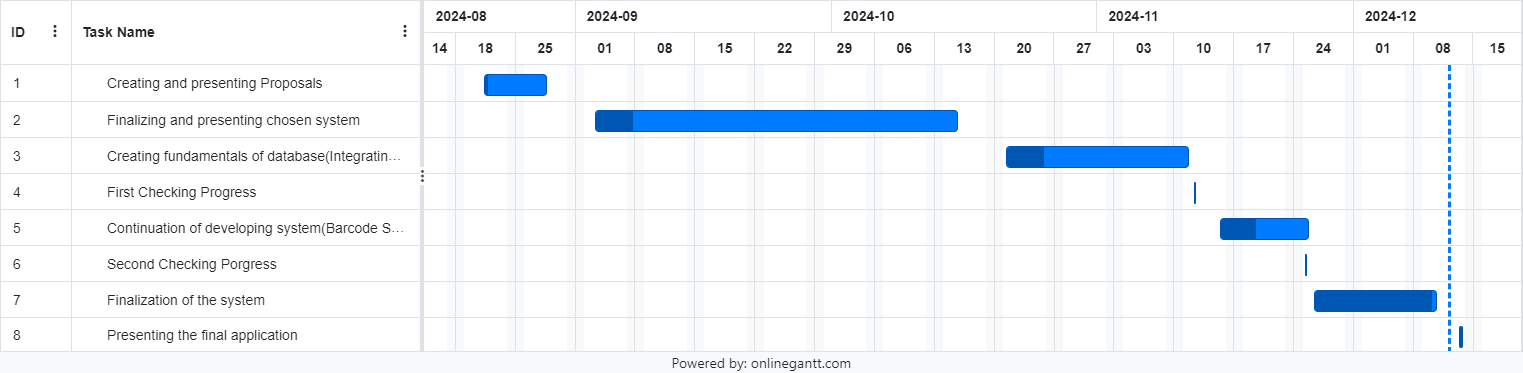 ID
Task Name
2024-08
2024-09
2024-10
2024-11
2024-12
14 18 25 01 08 15 22 29 06 13 20 27 03 10 17 24 01 08 15
1 Creating and presenting Proposals
2 Finalizing and presenting chosen system
3 Creating fundamentals of database(Integratin...
4 First Checking Progress
5 Continuation of developing system(Barcode S...
6 Second Checking Porgress
7 Finalization of the system
8 Presenting the final application
Powered by: onlinegantt.com